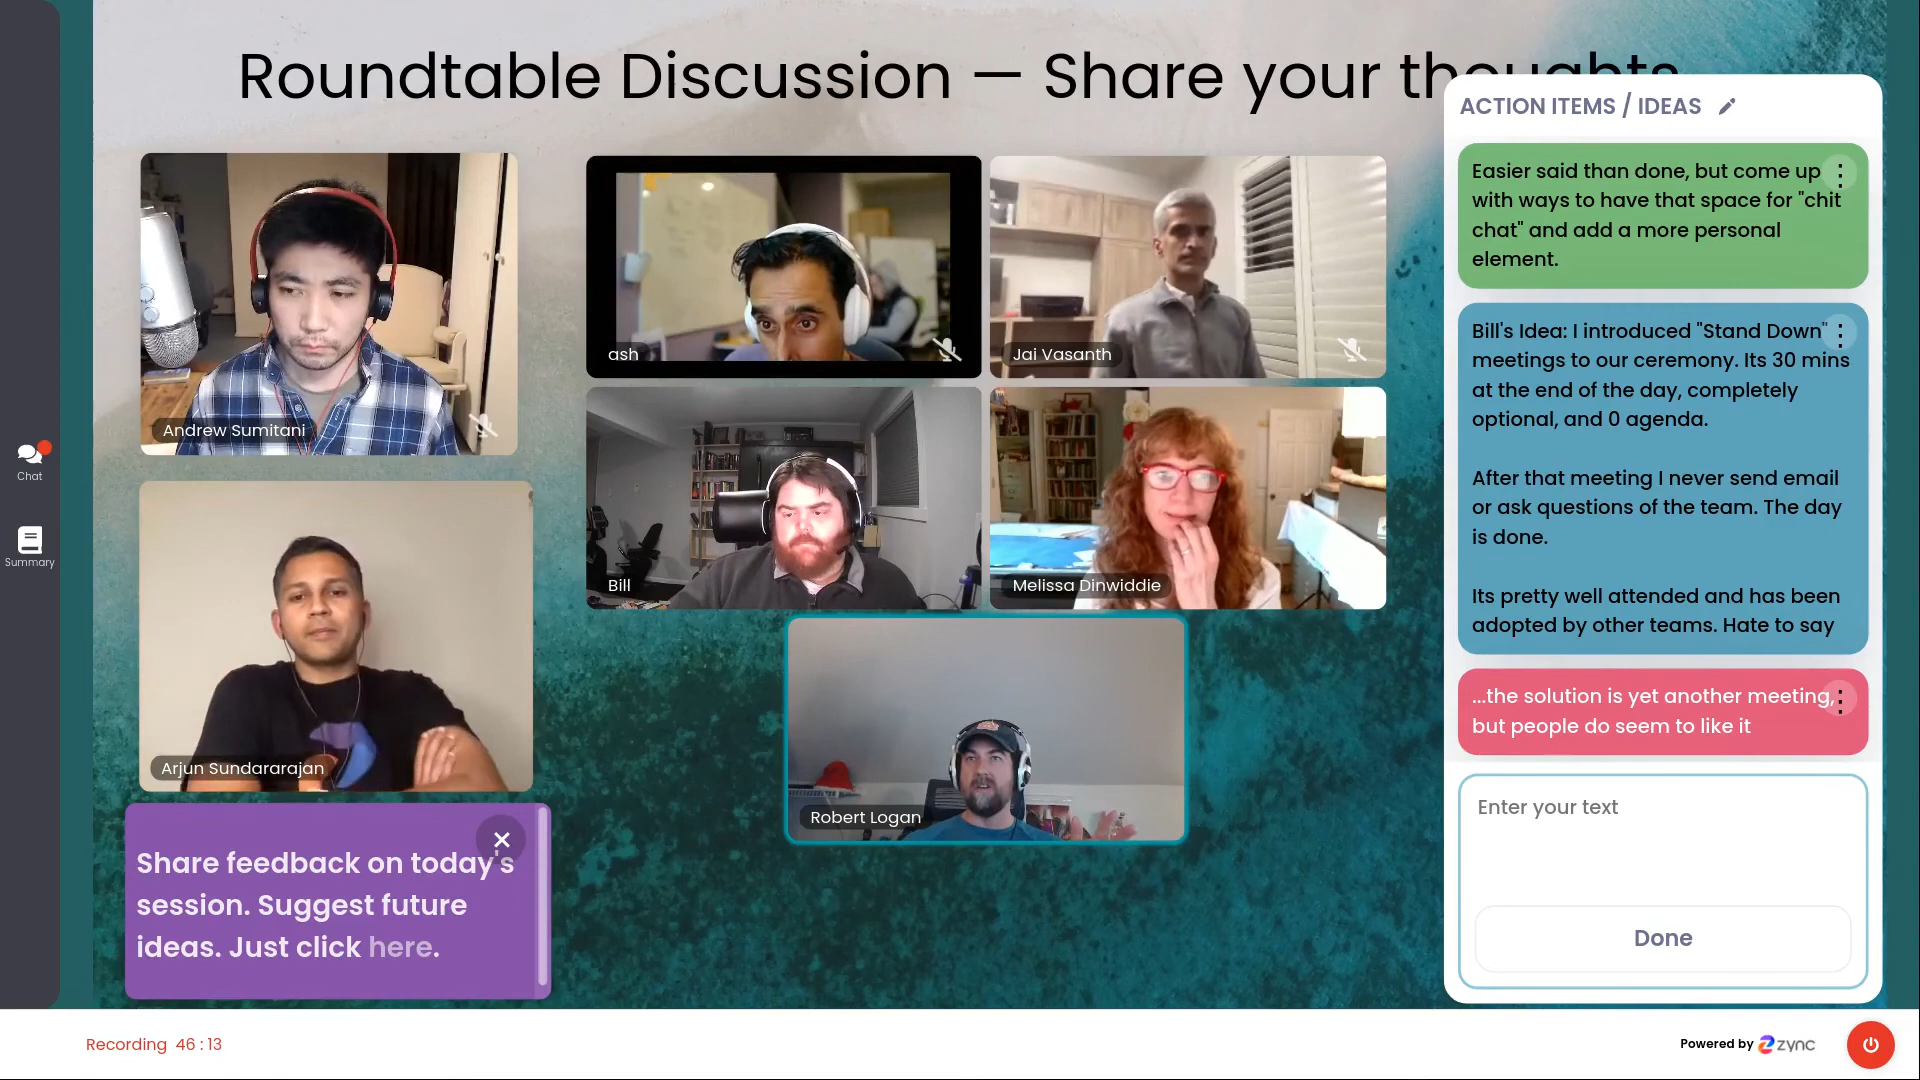 Roundtable Discussion — Share your thoughts
Chat
Summary
Andrew Sumitani
ash
Jai Vasanth
Bill
Melissa Dinwiddie
Arjun Sundararajan
Robert Logan
Share feedback on today's
session. Suggest future
ideas. Just click here.
ACTION ITEMS / IDEAS
Easier said than done, but come up
with ways to have that space for "chit
chat" and add a more personal
element.
Bill's Idea: I introduced "Stand Down"
meetings to our ceremony. Its 30 mins
at the end of the day, completely
optional, and 0 agenda.
After that meeting I never send email
or ask questions of the team. The day
is done.
Its pretty well attended and has been
adopted by other teams. Hate to say
...the solution is yet another meeting,
but people do seem to like it
Enter your text
Done
Recording 46 : 13
Powered by zync